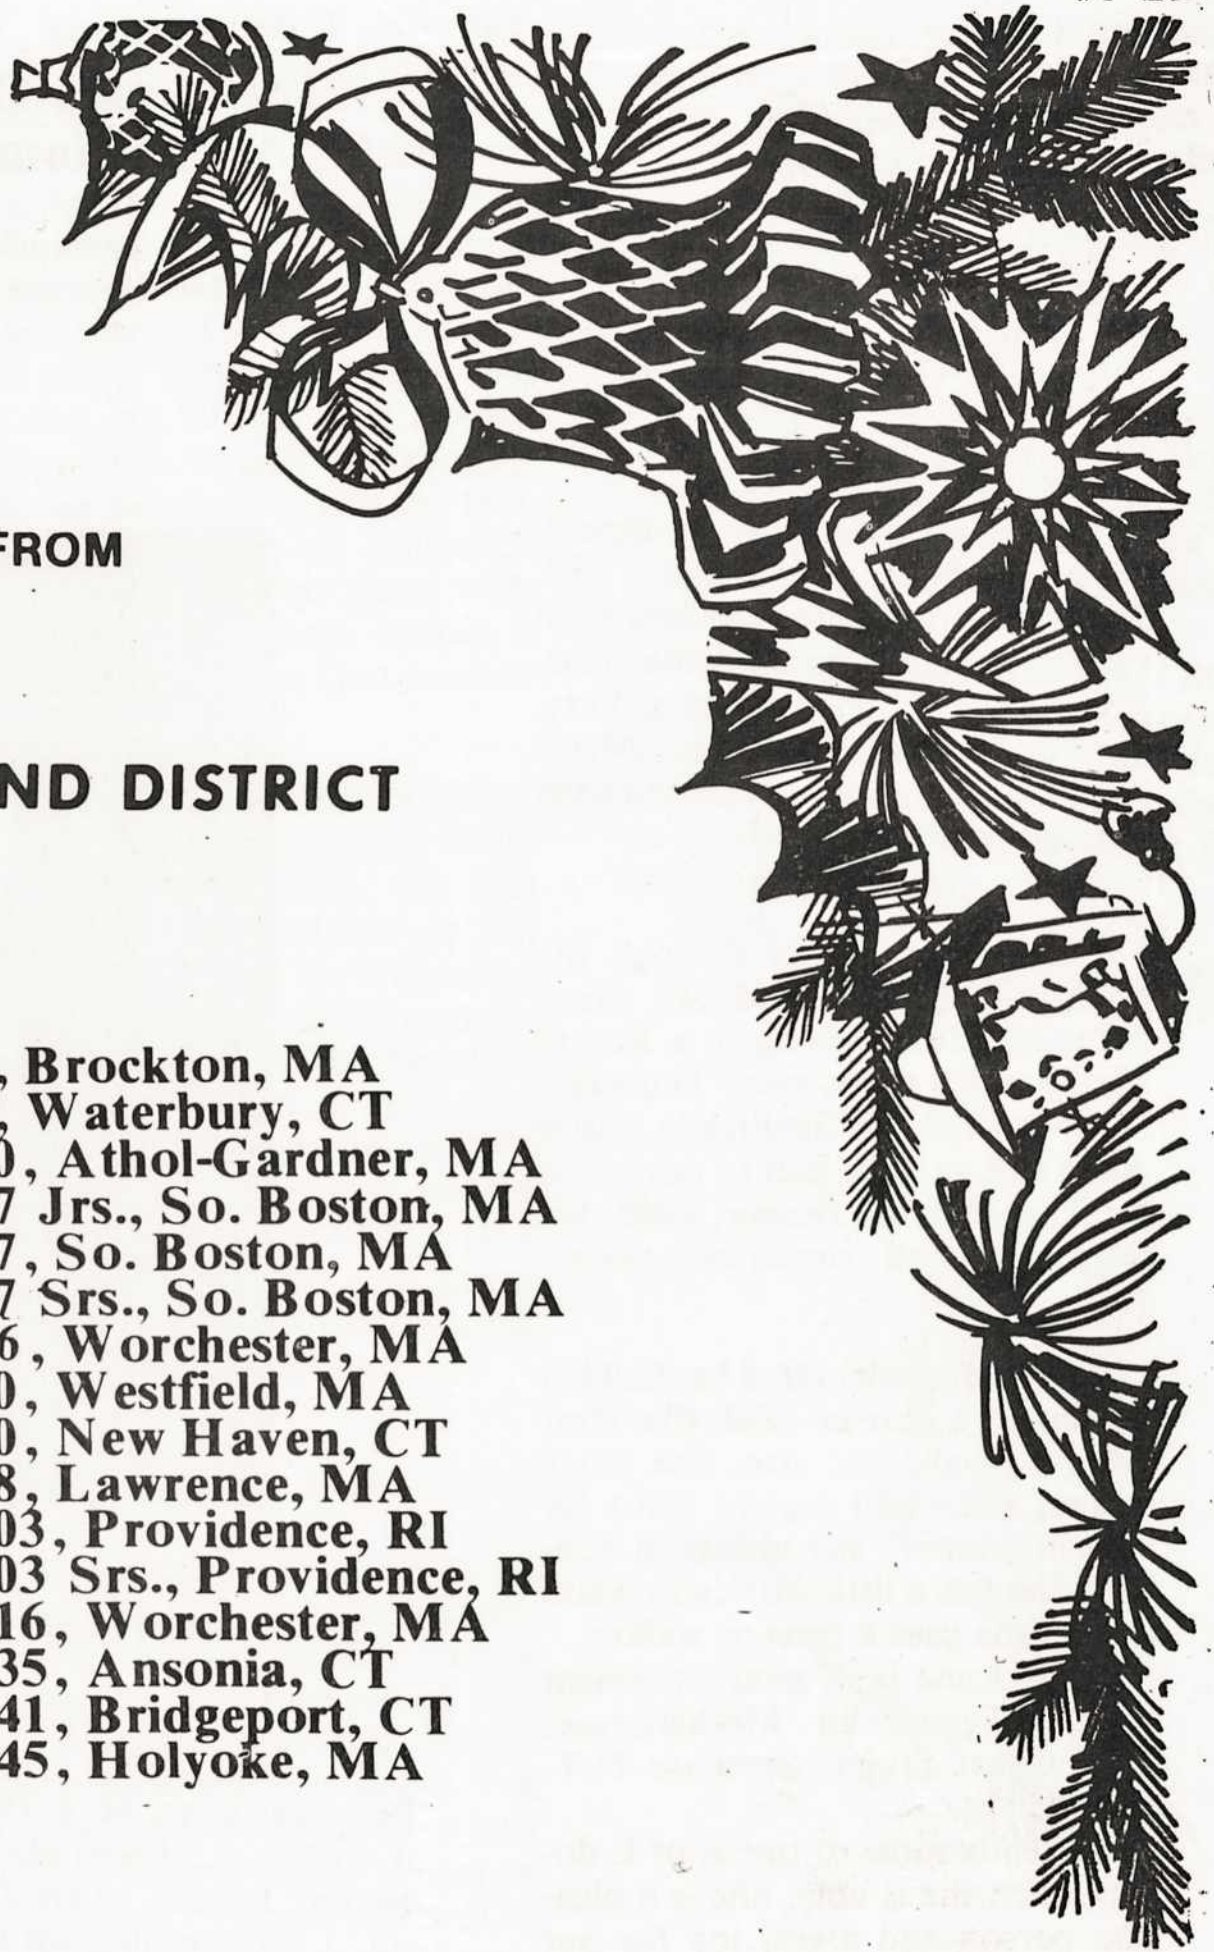 FROM
ND DISTRICT
, Brockton, MA
, Waterbury, CT
0, Athol-Gardner, MA
7 Jrs., So. Boston, MA
7, So. Boston, MA
7 Srs., So. Boston, MA
6, Worchester, MA
0, Westfield, MA
0, New Haven, CT
8, Lawrence, MA
03, Providence, RI
03 Srs., Providence, RI
16, Worchester, MA
35, Ansonia, CT
41, Bridgeport, CT
45, Holyoke, MA